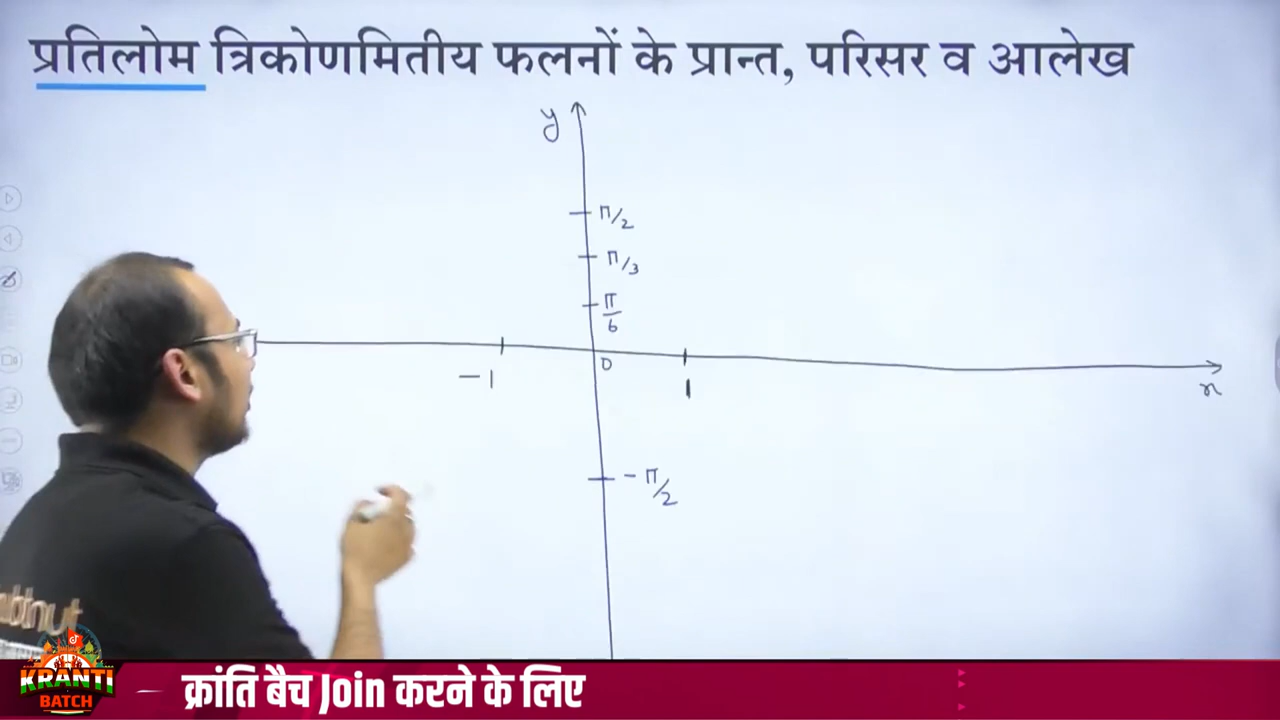 प्रतिलोम त्रिकोणमितीय फलनों के प्रान्त, परिसर व आलेख
y
π/2
π/3
π/6
0
-1
1
x
-π/2
KRANTI
BATCH
क्रांति बैच Join करने के लिए